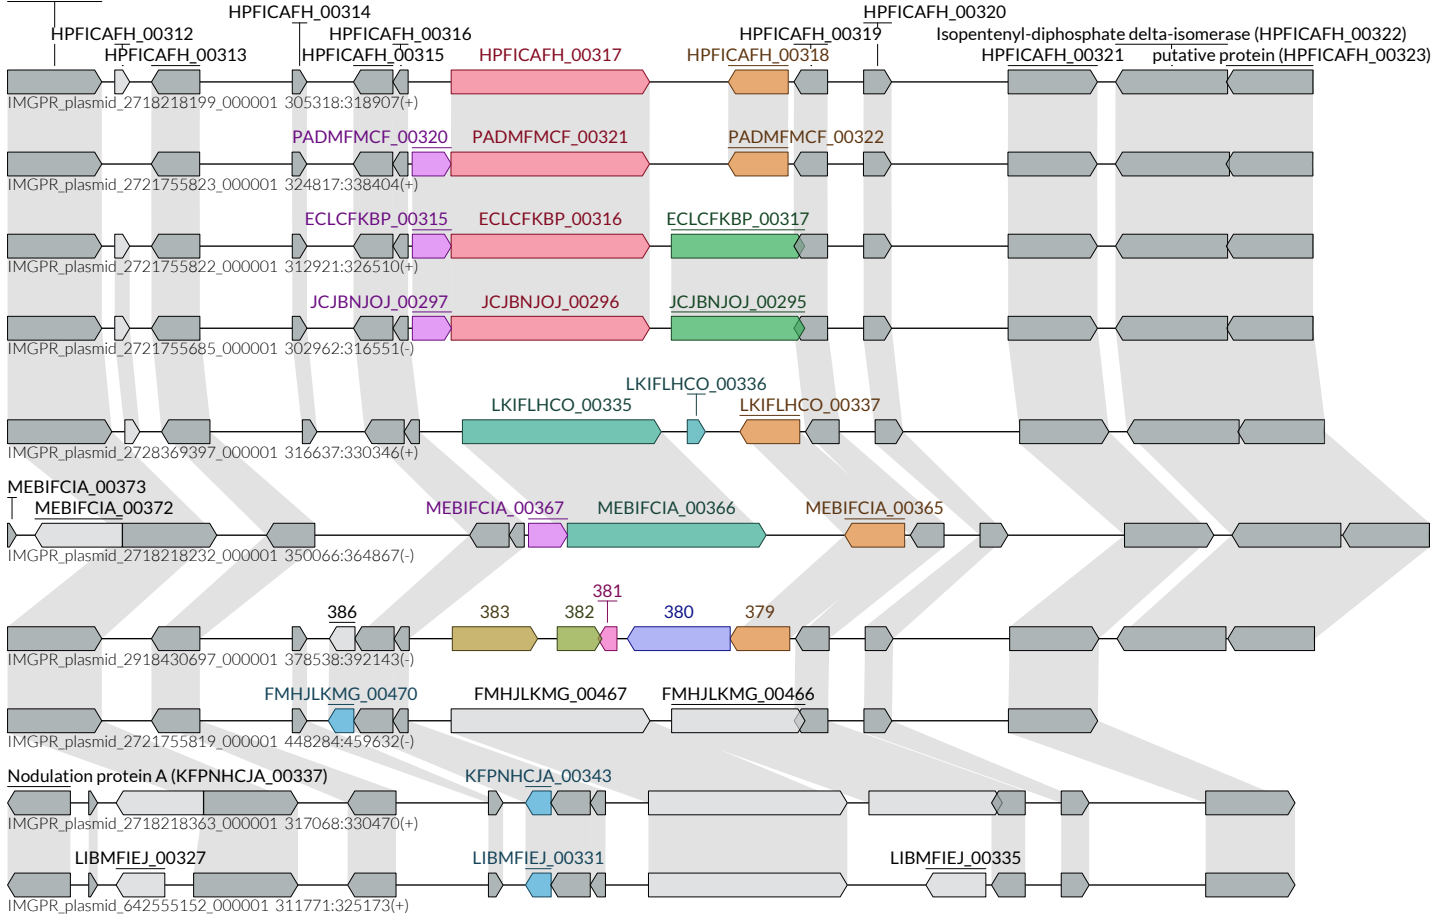 HPFICAFH_00314 HPFICAFH_00320
HPFICAFH_00312 HPFICAFH_00316 HPFICAFH_00319 Isopentenyl-diphosphate delta-isomerase (HPFICAFH_00322)
HPFICAFH_00313 HPFICAFH_00315 HPFICAFH_00317 HPFICAFH_00318 HPFICAFH_00321 putative protein (HPFICAFH_00323)
IMGPR_plasmid_2718218199_000001 305318:318907(+)
PADMFMCF_00320 PADMFMCF_00321 PADMFMCF_00322
IMGPR_plasmid_2721755823_000001 324817:338404(+)
ECLCFKBP_00315 ECLCFKBP_00316 ECLCFKBP_00317
IMGPR_plasmid_2721755822_000001 312921:326510(+)
JCJBNJOJ_00297 JCJBNJOJ_00296 JCJBNJOJ_00295
IMGPR_plasmid_2721755685_000001 302962:316551(-)
LKIFLHCO_00336
LKIFLHCO_00335 LKIFLHCO_00337
IMGPR_plasmid_2728369397_000001 316637:330346(+)
MEBIFCIA_00373
MEBIFCIA_00372 MEBIFCIA_00367 MEBIFCIA_00366 MEBIFCIA_00365
IMGPR_plasmid_2718218232_000001 350066:364867(-)
381
386 383 382 380 379
IMGPR_plasmid_2918430697_000001 378538:392143(-)
FMHJLKMG_00470 FMHJLKMG_00467 FMHJLKMG_00466
IMGPR_plasmid_2721755819_000001 448284:459632(-)
Nodulation protein A (KFPNHCJA_00337) KFPNHCJA_00343
IMGPR_plasmid_2718218363_000001 317068:330470(+)
LIBMFIEJ_00327 LIBMFIEJ_00331 LIBMFIEJ_00335
IMGPR_plasmid_642555152_000001 311771:325173(+)